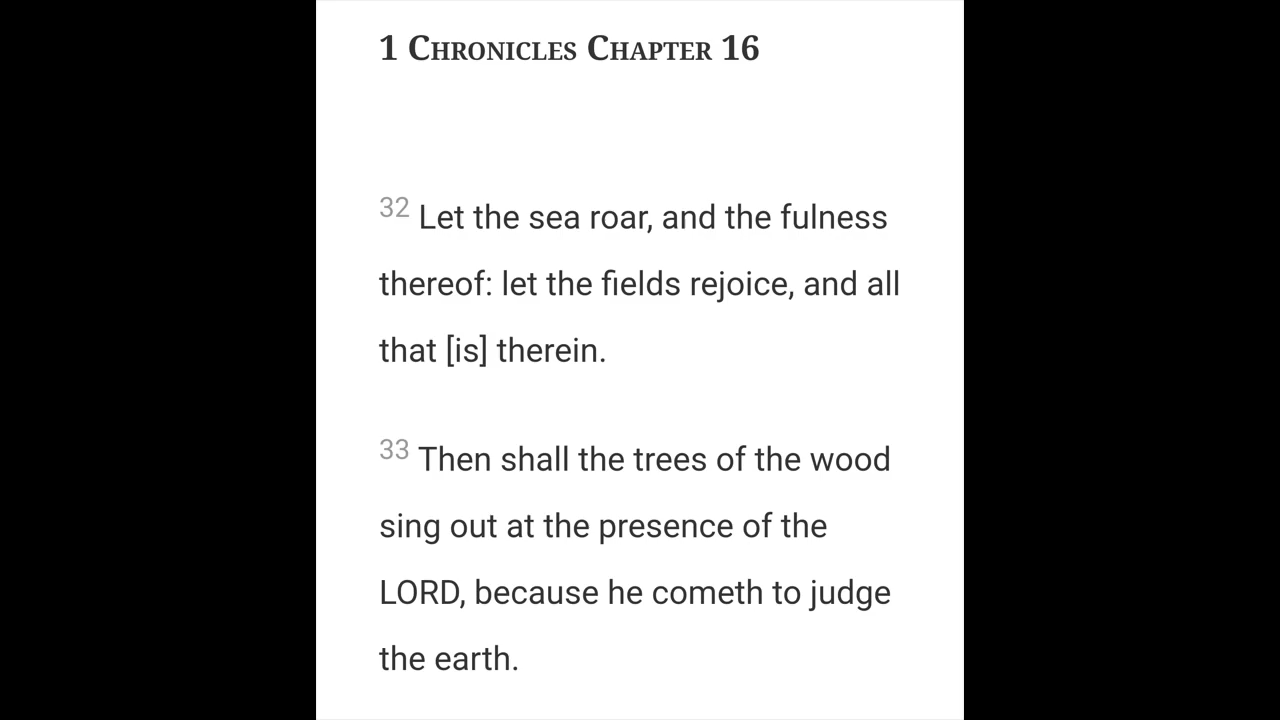 1 Chronicles Chapter 16
32 Let the sea roar, and the fulness
thereof: let the fields rejoice, and all
that [is] therein.
33 Then shall the trees of the wood
sing out at the presence of the
LORD, because he cometh to judge
the earth.